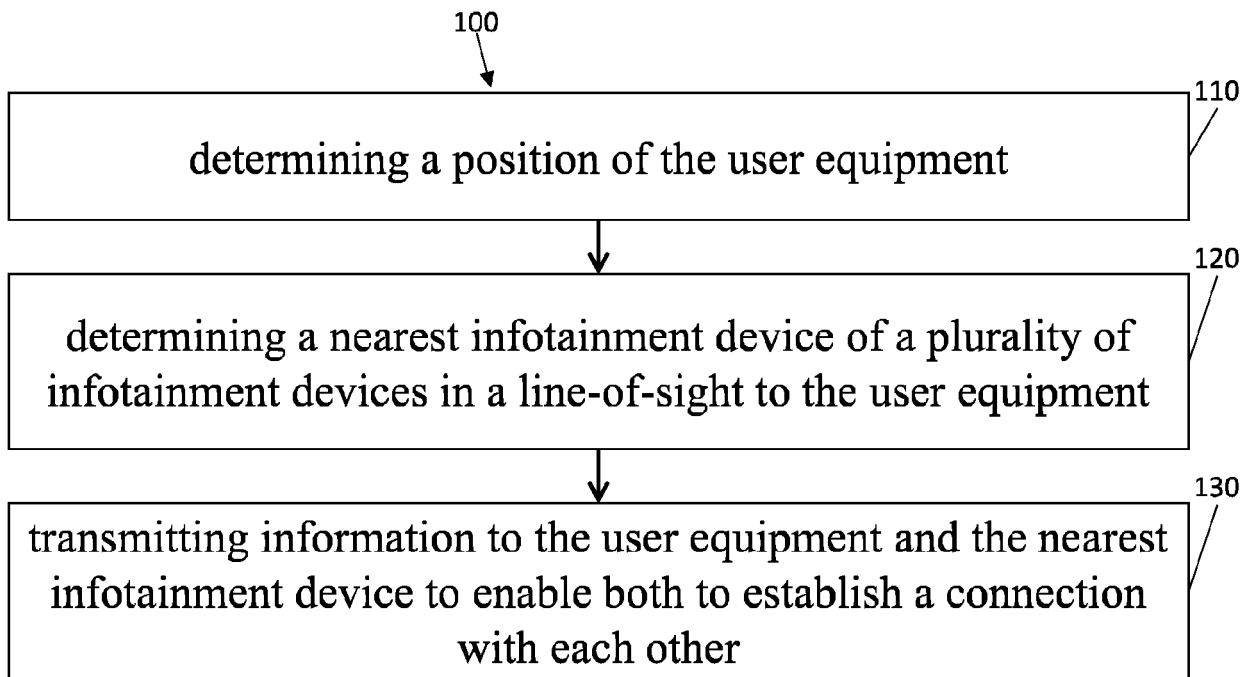 100
110
determining a position of the user equipment
120
determining a nearest infotainment device of a plurality of
infotainment devices in a line-of-sight to the user equipment
130
transmitting information to the user equipment and the nearest
infotainment device to enable both to establish a connection
with each other